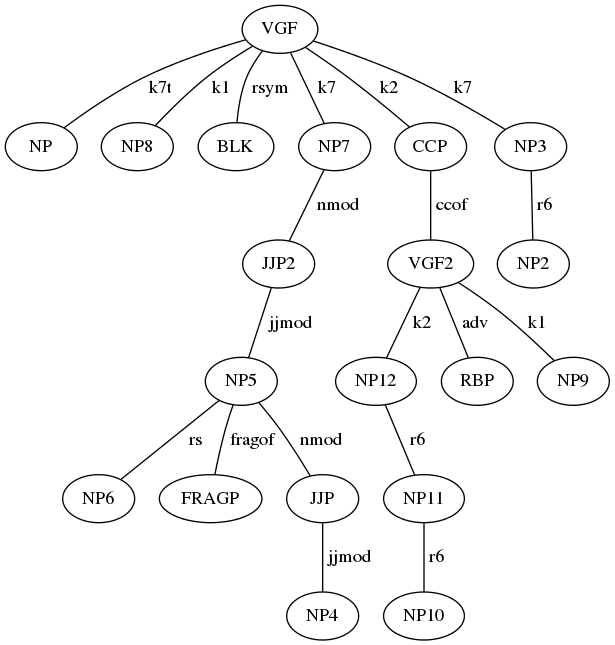 VGF
k7t k1 rsym k7 k2 k7
NP NP8 BLK NP7 CCP NP3
nmod ccof r6
JJP2 VGF2 NP2
jjmod k2 adv k1
NP5 NP12 RBP NP9
rs fragof nmod r6
NP6 FRAGP JJP NP11
jjmod r6
NP4 NP10